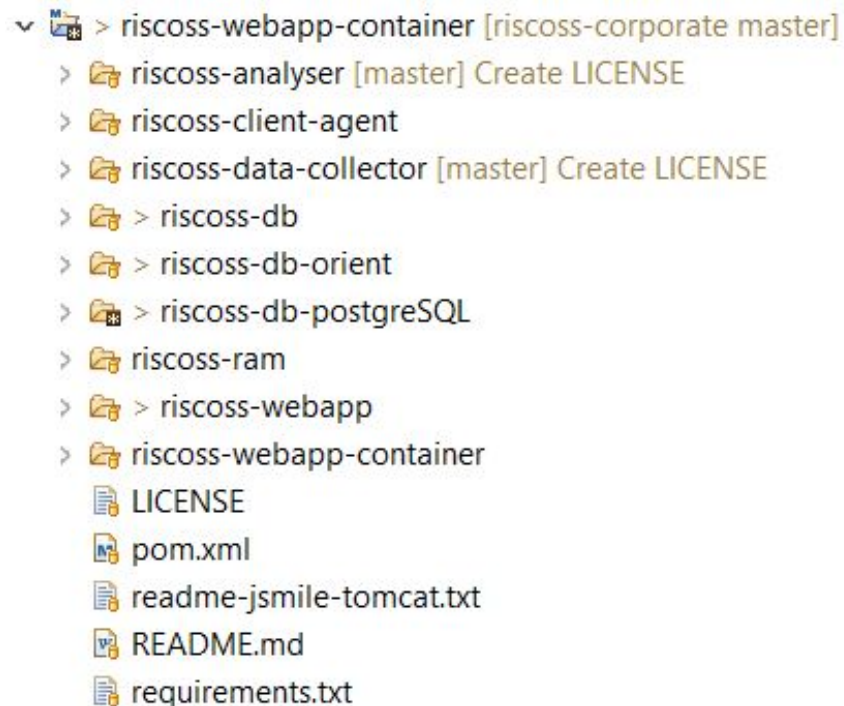 > riscoss-webapp-container [riscoss-corporate master]
> riscoss-analyser [master] Create LICENSE
> riscoss-client-agent
> riscoss-data-collector [master] Create LICENSE
> > riscoss-db
> > riscoss-db-orient
> > riscoss-db-postgreSQL
> riscoss-ram
> > riscoss-webapp
> riscoss-webapp-container
LICENSE
pom.xml
readme-jsmile-tomcat.txt
README.md
requirements.txt